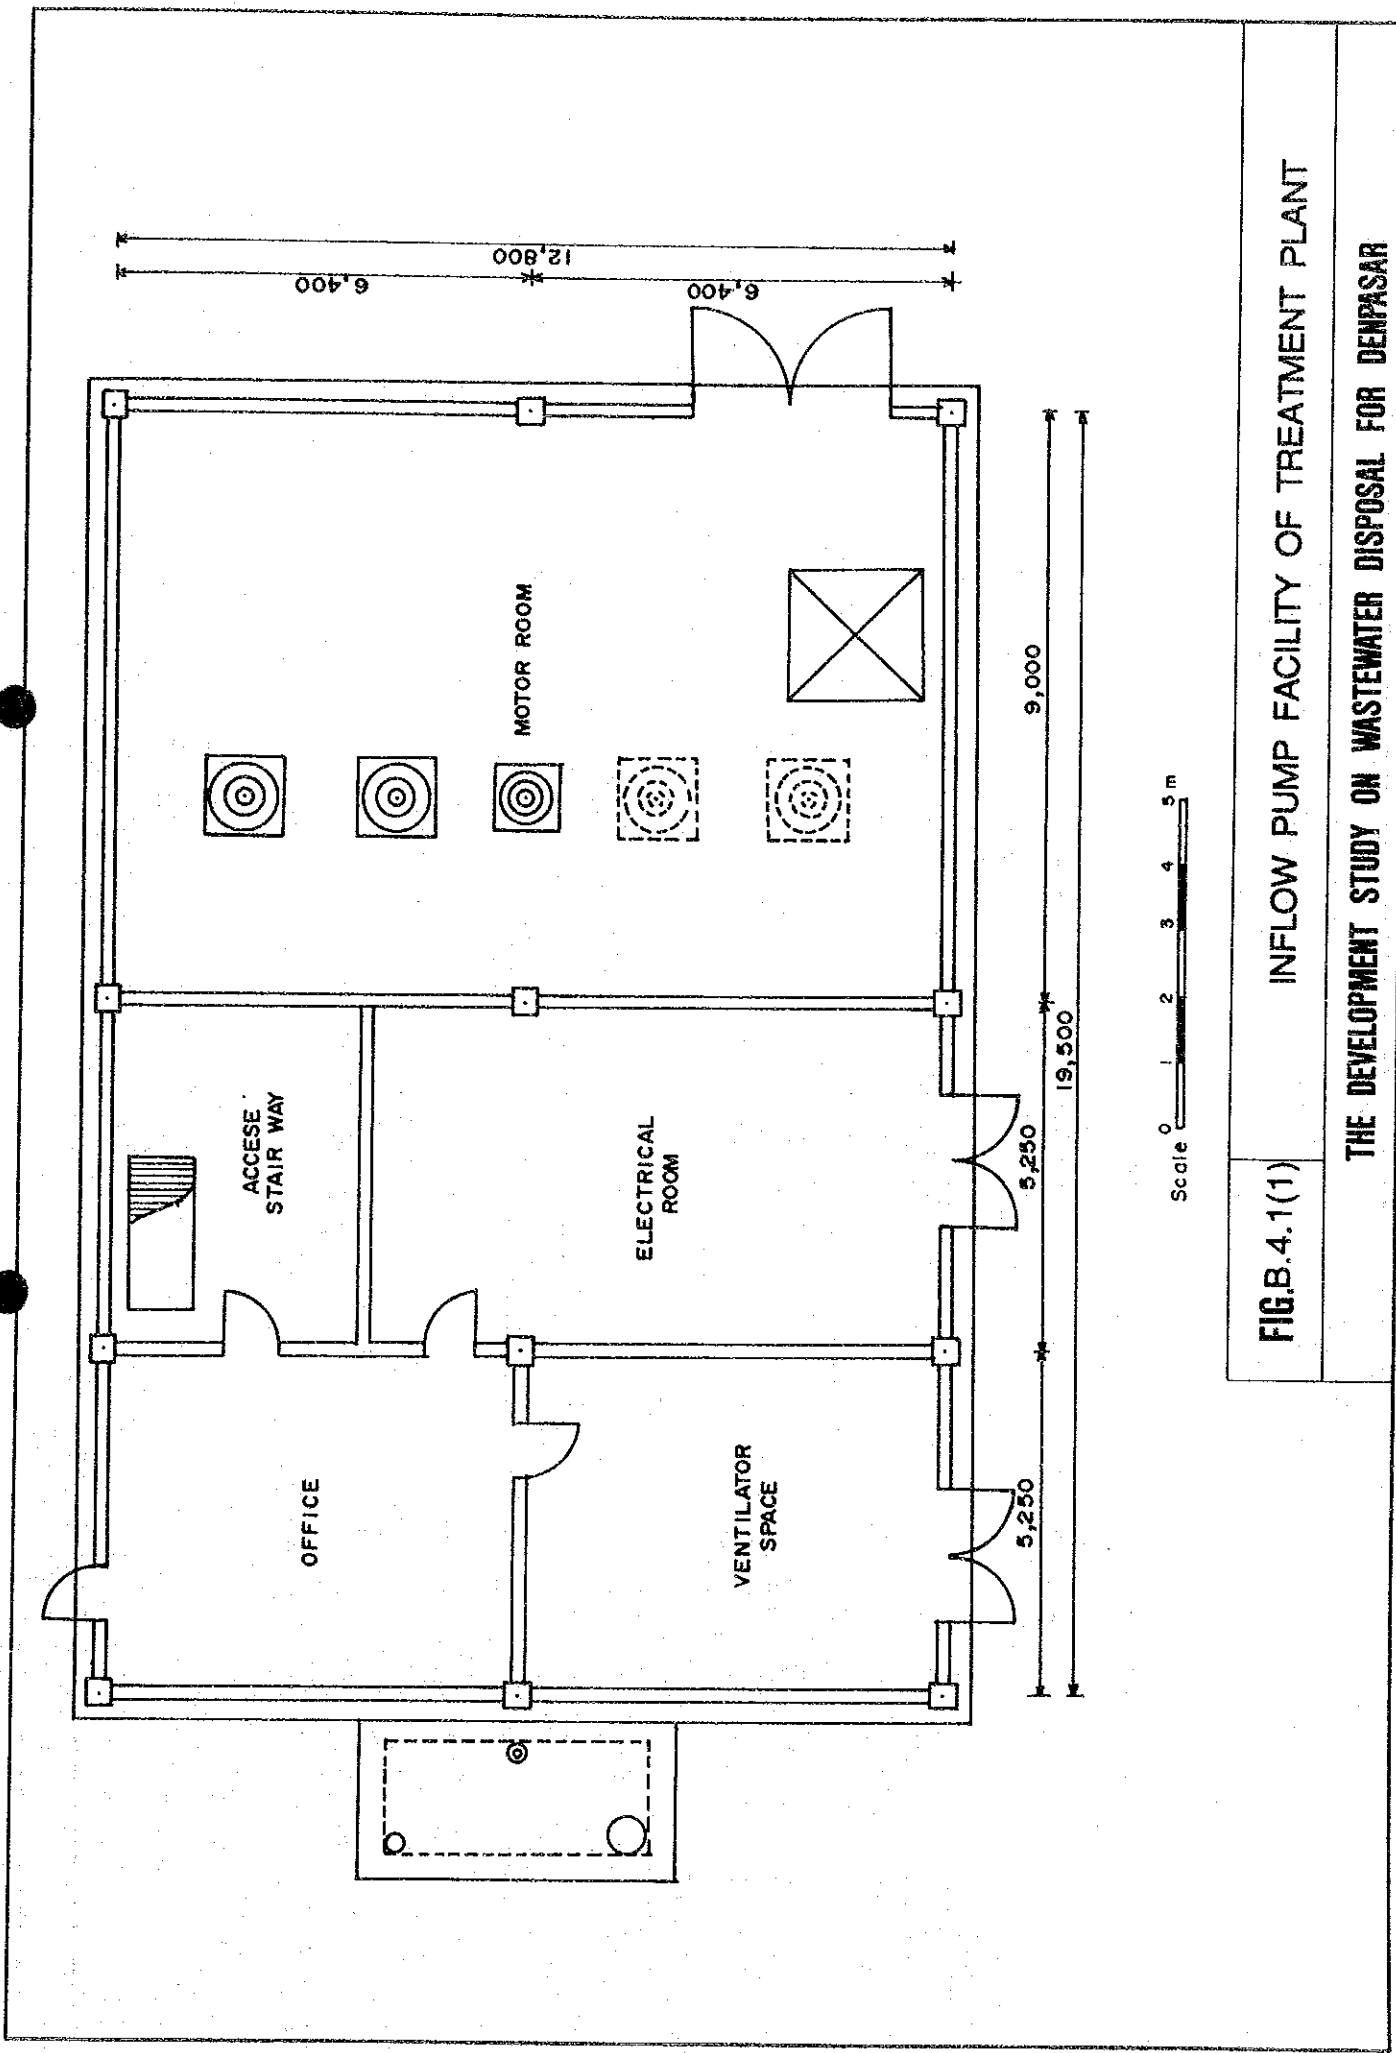 12,800
6,400
6,400
MOTOR ROOM
ACCESE
STAIR WAY
ELECTRICAL
ROOM
OFFICE
VENTILATOR
SPACE
5,250
5,250
9,000
19,500
Scale 0 1 2 3 4 5 m
FIG.B.4.1(1)
INFLOW PUMP FACILITY OF TREATMENT PLANT
THE DEVELOPMENT STUDY ON WASTEWATER DISPOSAL FOR DENPASAR